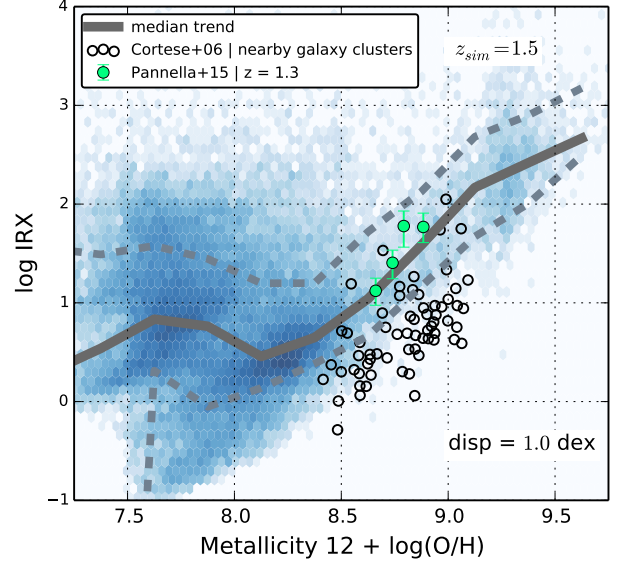 median trend
Cortese+06 | nearby galaxy clusters
Pannella+15 | z = 1.3
z_sim=1.5
4
3
2
1
0
−1
log IRX
disp = 1.0 dex
7.5 8.0 8.5 9.0 9.5
Metallicity 12 + log(O/H)